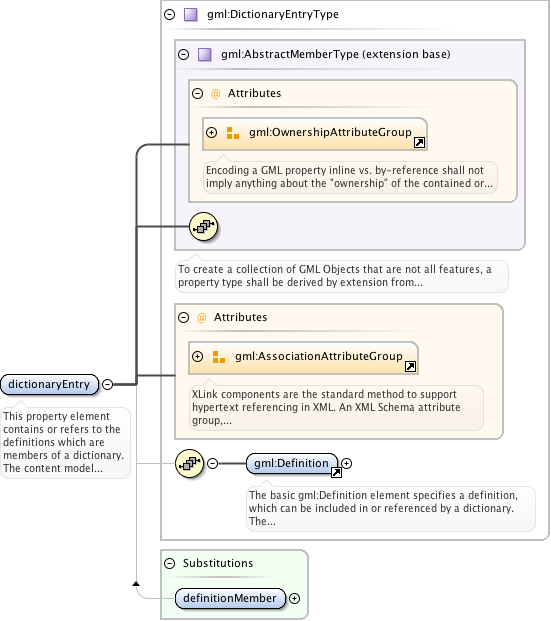 gml:DictionaryEntryType
gml:AbstractMemberType (extension base)
@ Attributes
gml:OwnershipAttributeGroup
Encoding a GML property inline vs. by-reference shall not
imply anything about the "ownership" of the contained or...
To create a collection of GML Objects that are not all features, a
property type shall be derived by extension from...
@ Attributes
gml:AssociationAttributeGroup
XLink components are the standard method to support
hypertext referencing in XML. An XML Schema attribute
group,...
dictionaryEntry
This property element
contains or refers to the
definitions which are
members of a dictionary.
The content model...
gml:Definition
The basic gml:Definition element specifies a definition,
which can be included in or referenced by a dictionary.
The...
Substitutions
definitionMember